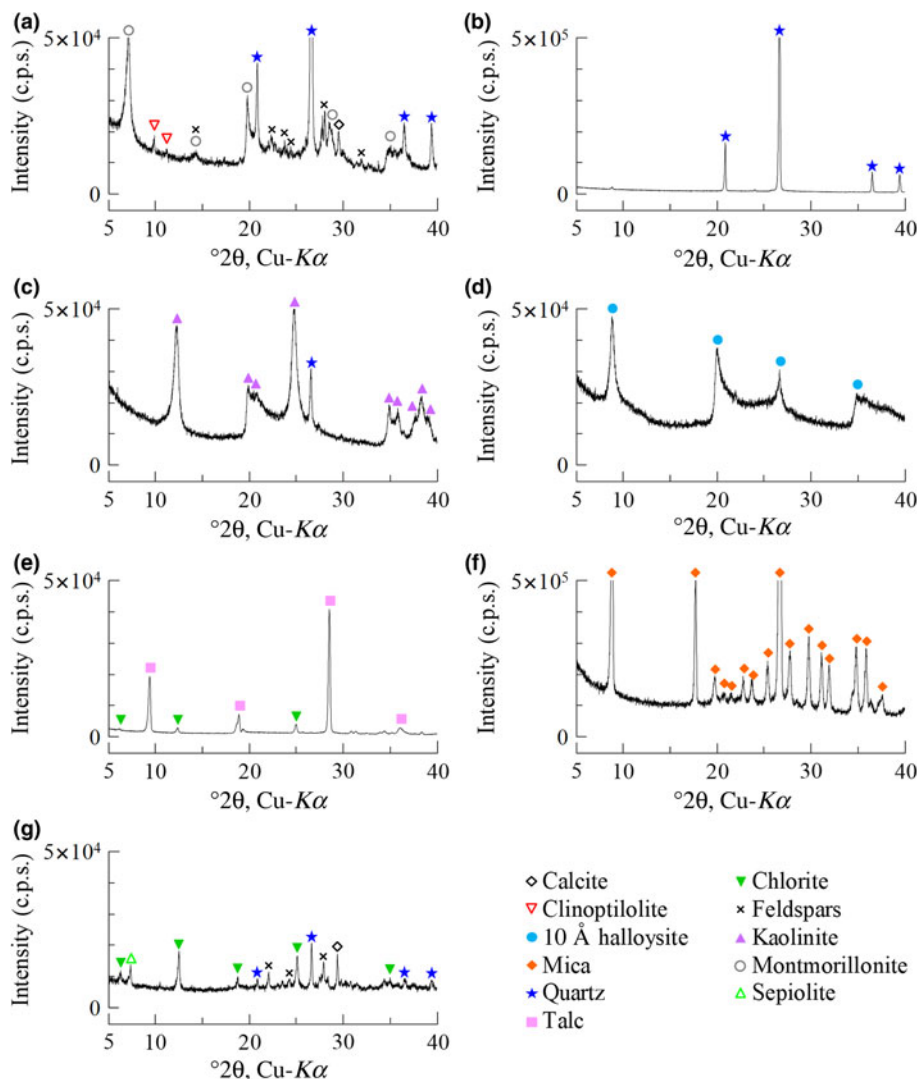 (a)
Intensity (c.p.s.)
5×10⁴
0
5 10 20 30 40
°2θ, Cu-Kα
(b)
Intensity (c.p.s.)
5×10⁵
0
5 10 20 30 40
°2θ, Cu-Kα
(c)
Intensity (c.p.s.)
5×10⁴
0
5 10 20 30 40
°2θ, Cu-Kα
(d)
Intensity (c.p.s.)
5×10⁴
0
5 10 20 30 40
°2θ, Cu-Kα
(e)
Intensity (c.p.s.)
5×10⁴
0
5 10 20 30 40
°2θ, Cu-Kα
(f)
Intensity (c.p.s.)
5×10⁵
0
5 10 20 30 40
°2θ, Cu-Kα
(g)
Intensity (c.p.s.)
5×10⁴
0
5 10 20 30 40
°2θ, Cu-Kα
Calcite
Clinoptilolite
10 Å halloysite
Mica
Quartz
Talc
Chlorite
Feldspars
Kaolinite
Montmorillonite
Sepiolite